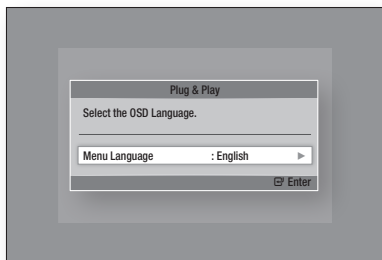 Plug & Play
Select the OSD Language.
Menu Language : English ►
Enter